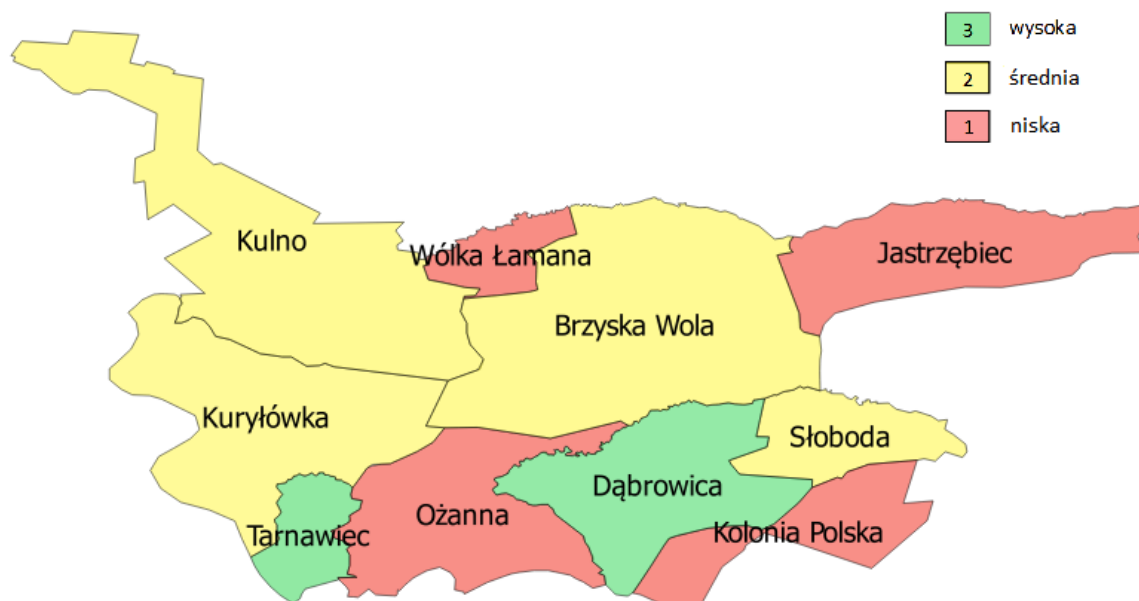 3 wysoka
2 średnia
1 niska
Kulno
Wólka Łamana
Jastrzębiec
Brzyska Wola
Kuryłówka
Słoboda
Dąbrowica
Ożanna
Tarnawiec
Kolonia Polska